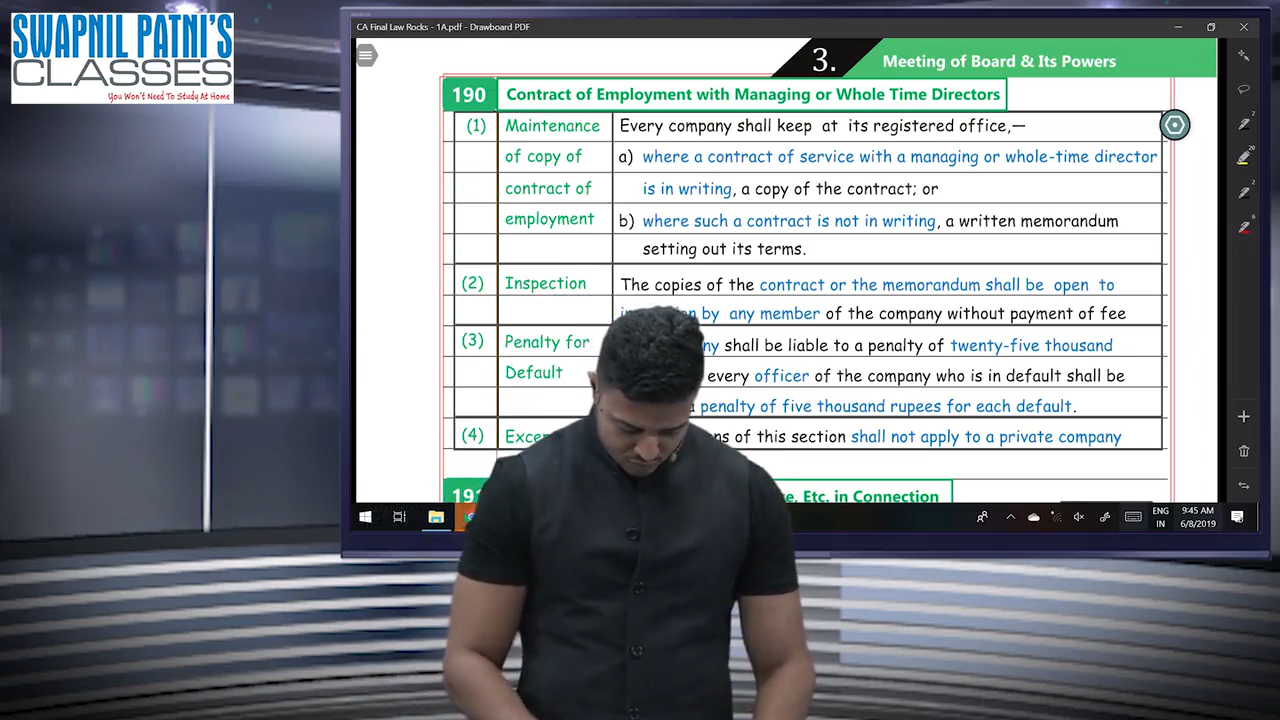 SWAPNIL PATNI'S
CLASSES
You Won't Need To Study At Home
CA Final Law Rocks - 1A.pdf - Drawboard PDF
3. Meeting of Board & Its Powers
190 Contract of Employment with Managing or Whole Time Directors
(1) Maintenance Every company shall keep at its registered office,—
of copy of a) where a contract of service with a managing or whole-time director
contract of is in writing, a copy of the contract; or
employment b) where such a contract is not in writing, a written memorandum
setting out its terms.
(2) Inspection The copies of the contract or the memorandum shall be open to
by any member of the company without payment of fee
(3) Penalty for shall be liable to a penalty of twenty-five thousand
Default every officer of the company who is in default shall be
penalty of five thousand rupees for each default.
(4) of this section shall not apply to a private company
191 Etc. in Connection
ENG
IN
9:45 AM
6/8/2019